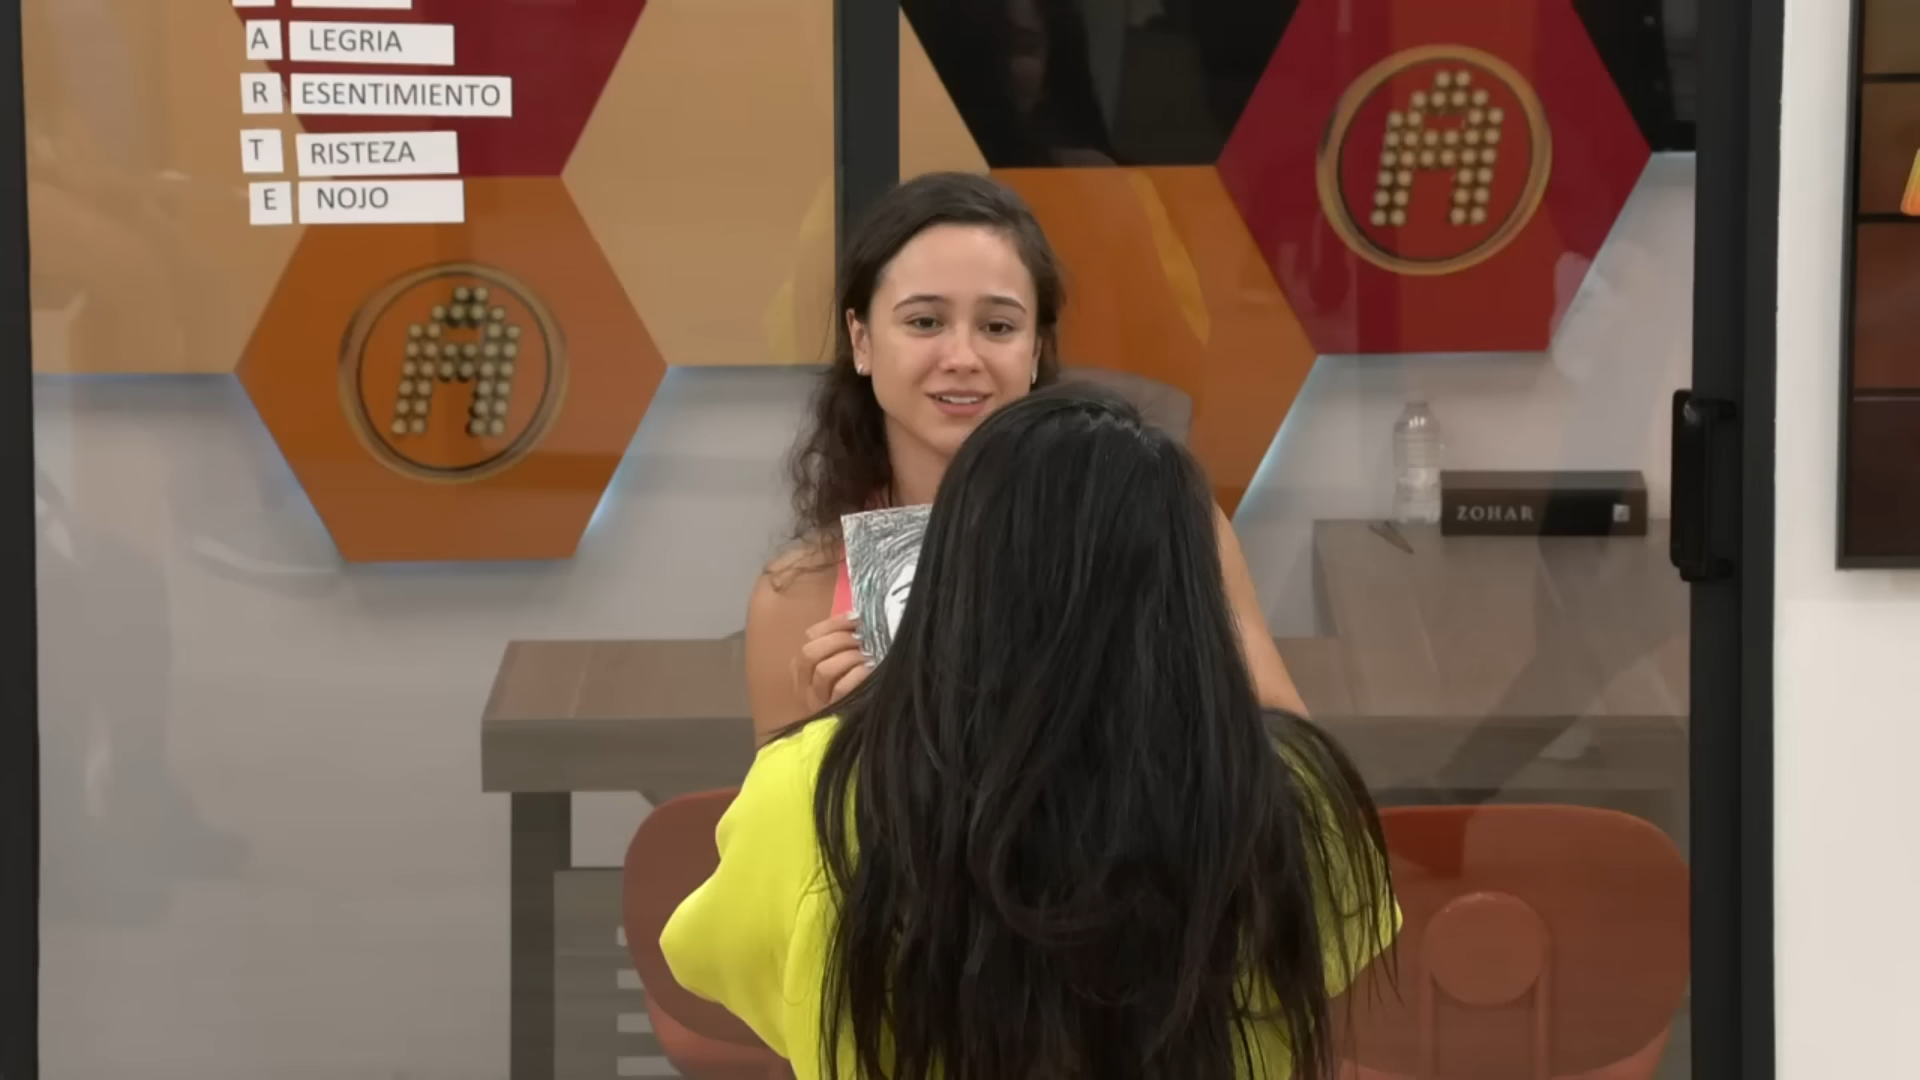 A LEGRIA
R ESENTIMIENTO
T RISTEZA
E NOJO
ZOHAR